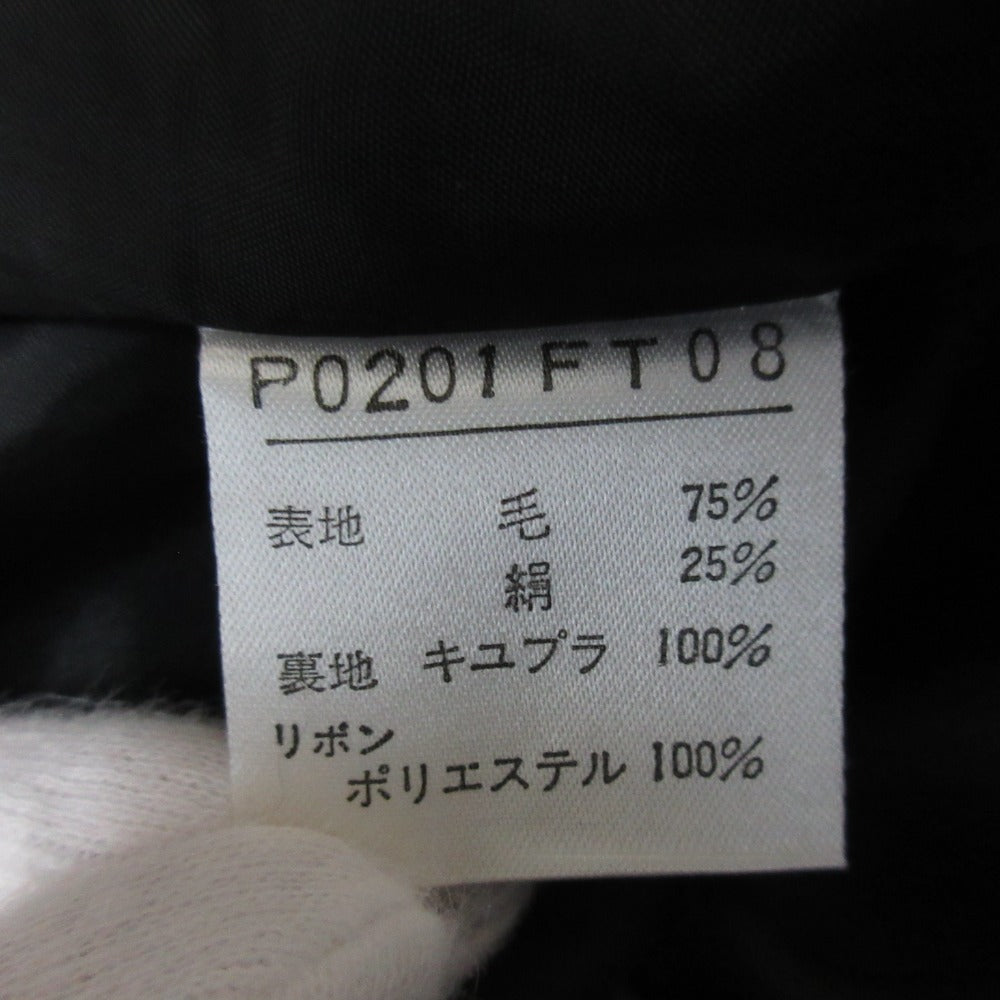 P0201FT08
表地 毛 75%
絹 25%
裏地 キユプラ 100%
リボン
ポリエステル 100%